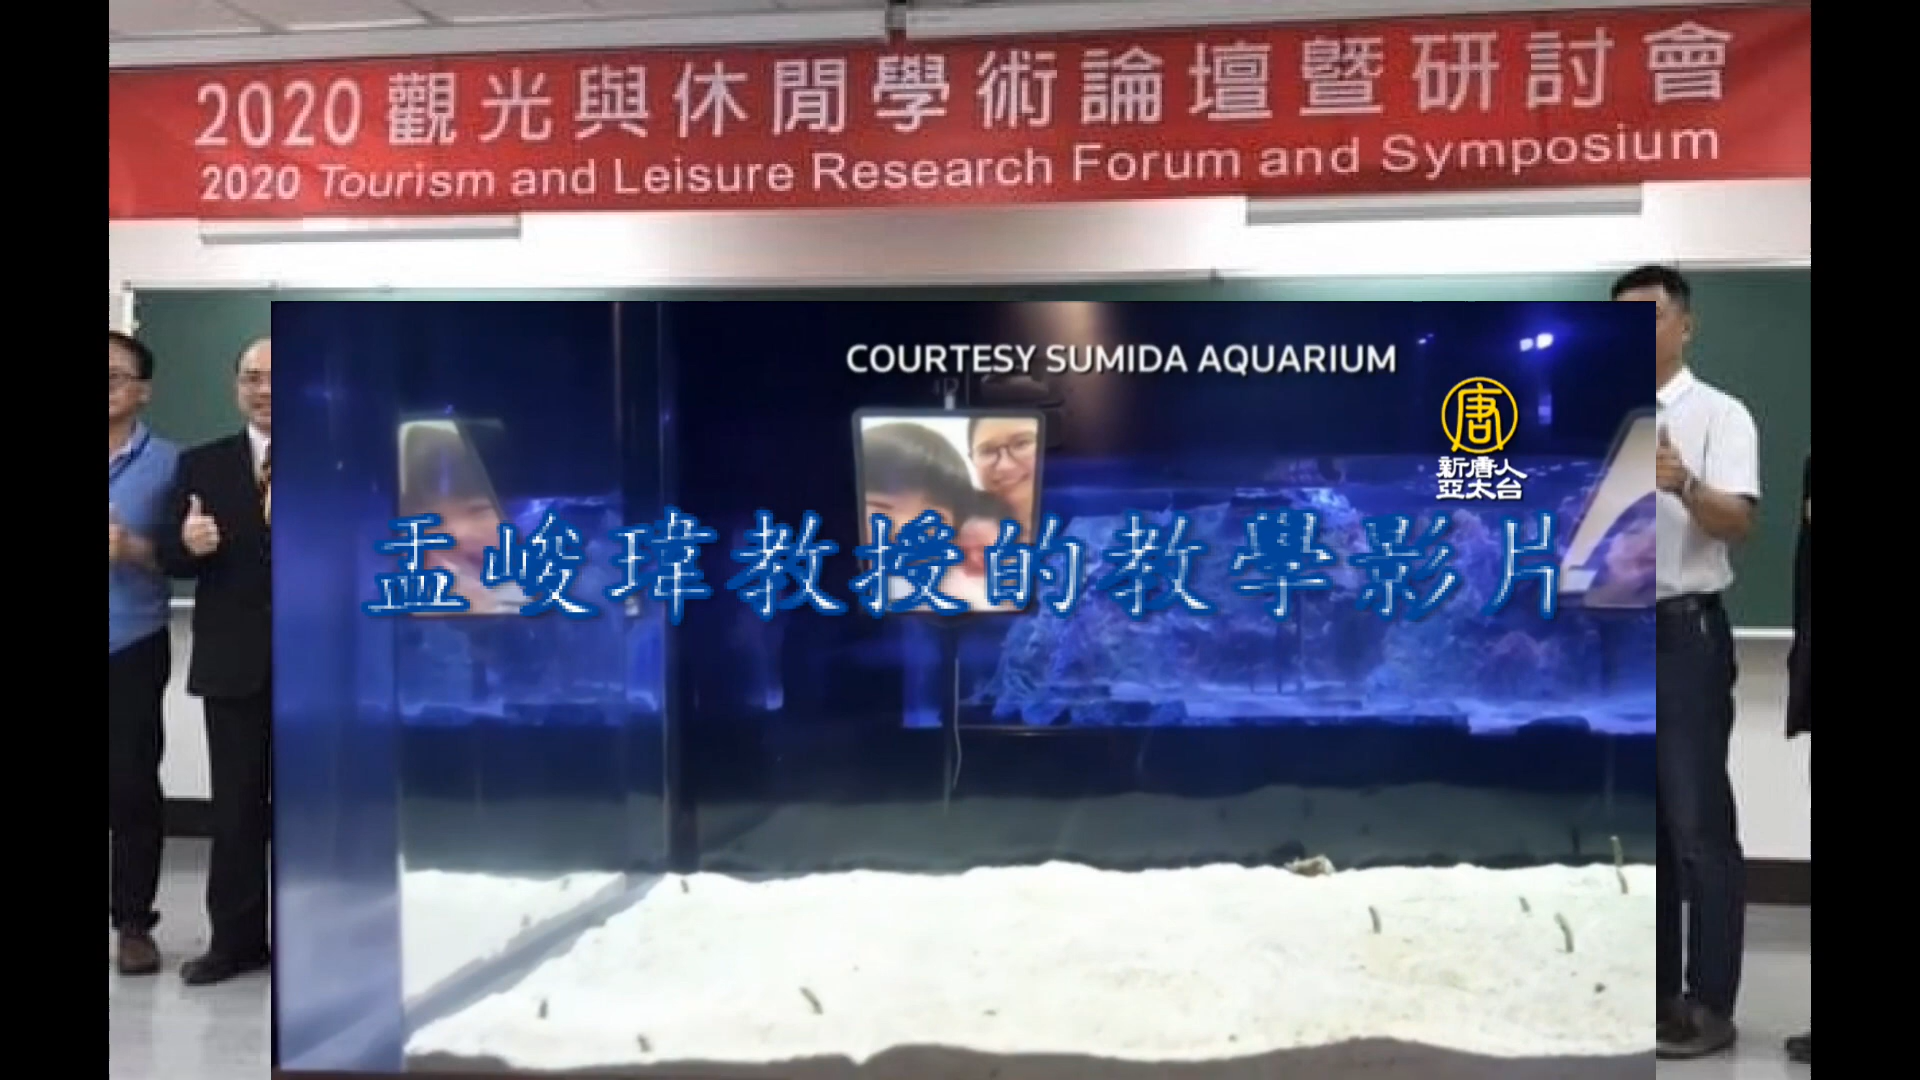 2020 觀光與休閒學術論壇暨研討會
2020 Tourism and Leisure Research Forum and Symposium
COURTESY SUMIDA AQUARIUM
唐
新唐人
亞太台
孟峻瑋教授的教學影片